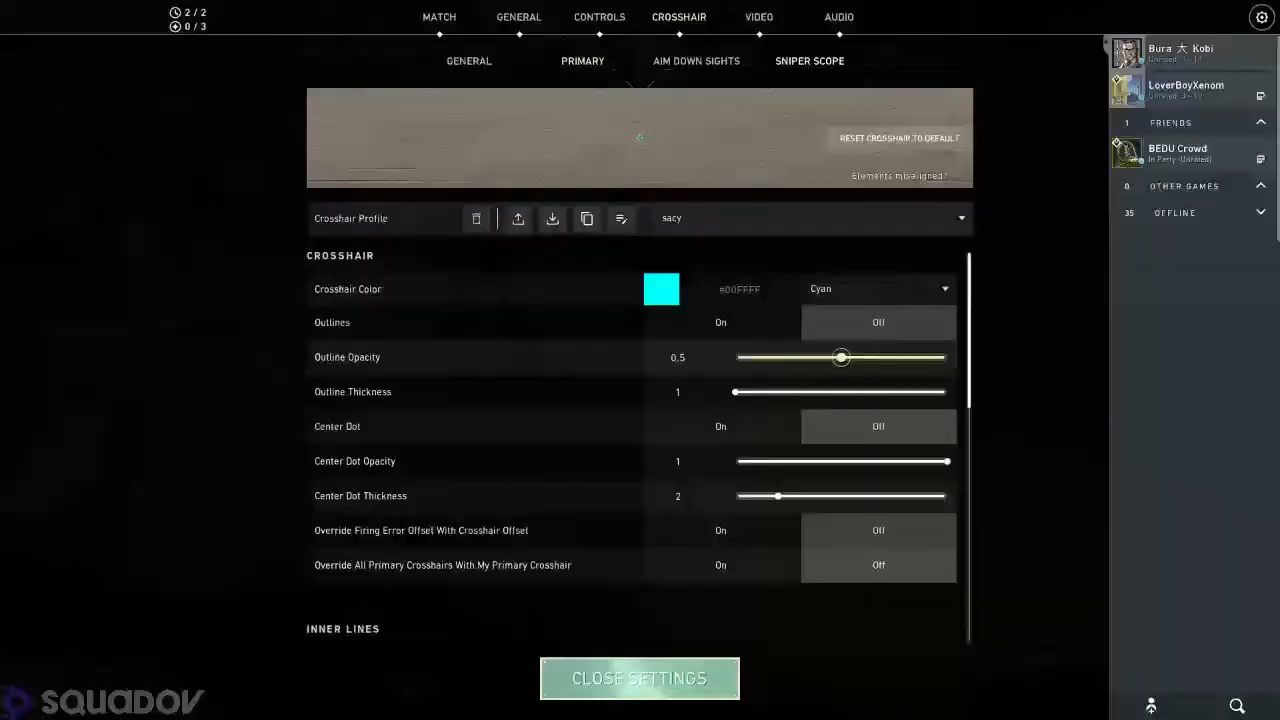 2/2
0/3
MATCH GENERAL CONTROLS CROSSHAIR VIDEO AUDIO
GENERAL PRIMARY AIM DOWN SIGHTS SNIPER SCOPE
RESET CROSSHAIR TO DEFAULT
Elements misaligned?
Crosshair Profile sacy
CROSSHAIR
Crosshair Color #00FFFF Cyan
Outlines On Off
Outline Opacity 0.5
Outline Thickness 1
Center Dot On Off
Center Dot Opacity 1
Center Dot Thickness 2
Override Firing Error Offset With Crosshair Offset On Off
Override All Primary Crosshairs With My Primary Crosshair On Off
INNER LINES
CLOSE SETTINGS
Bura 大 Kobi
LoverBoyXenom
1 FRIENDS
BEDU Crowd
In Party (Unrated)
0 OTHER GAMES
35 OFFLINE
SQUADOV